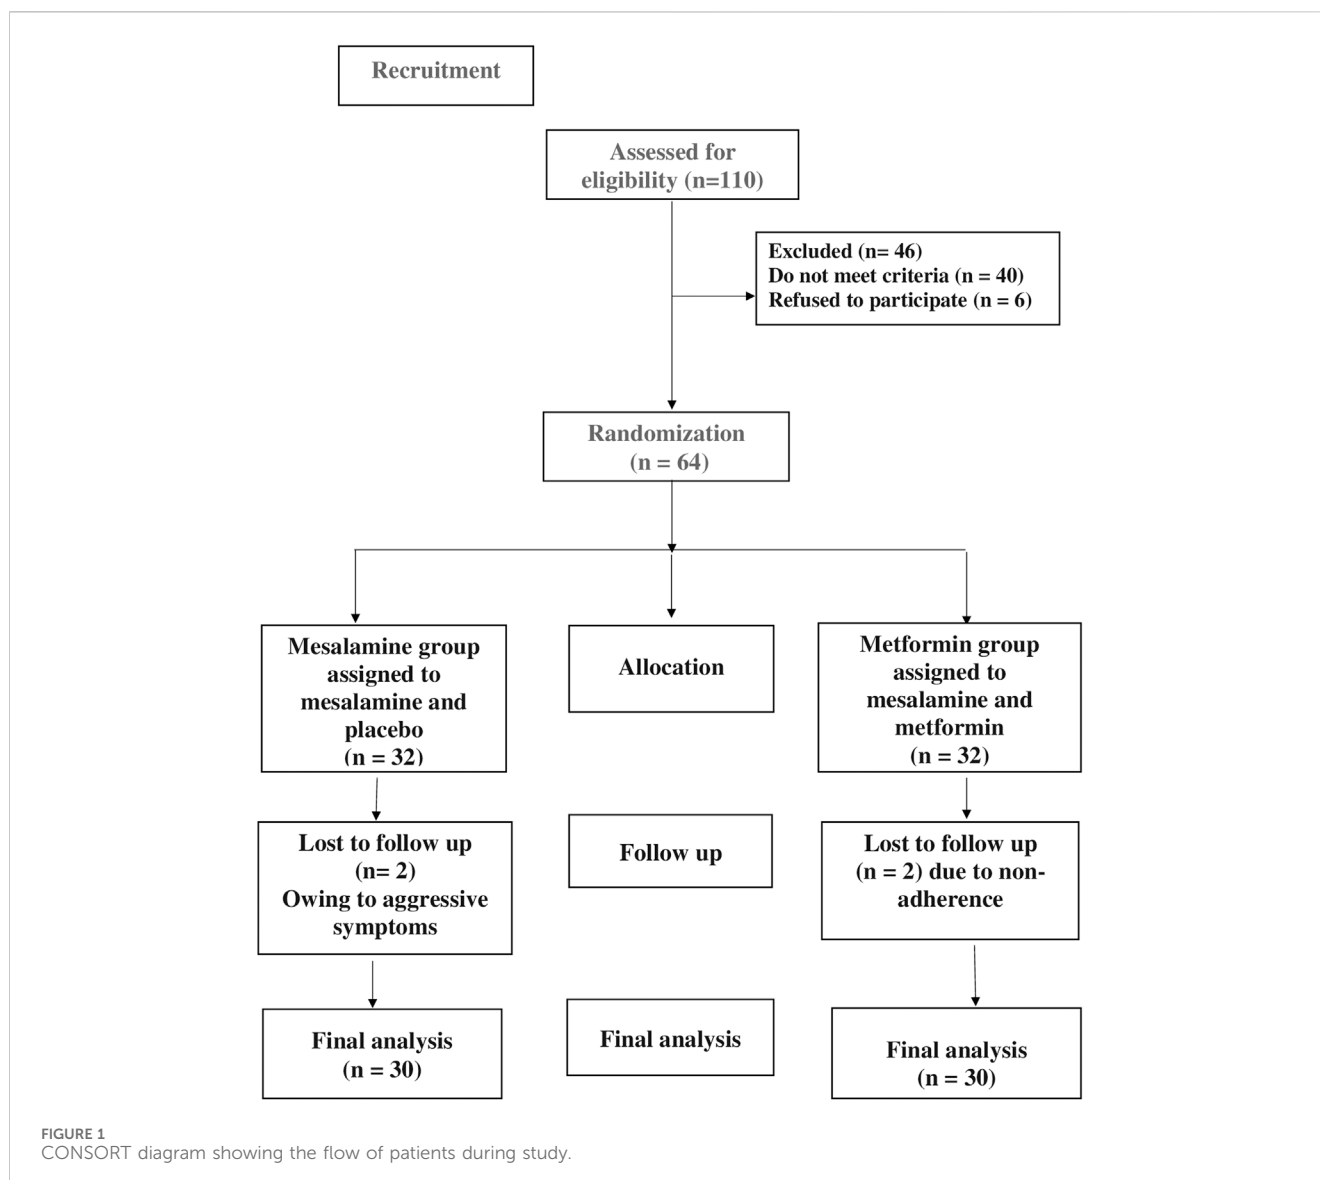 Recruitment
Assessed for
eligibility (n=110)
Excluded (n= 46)
Do not meet criteria (n = 40)
Refused to participate (n = 6)
Randomization
(n = 64)
Mesalamine group
assigned to
mesalamine and
placebo
(n = 32)
Allocation
Metformin group
assigned to
mesalamine and
metformin
(n = 32)
Lost to follow up
(n= 2)
Owing to aggressive
symptoms
Follow up
Lost to follow up
(n = 2) due to non-
adherence
Final analysis
(n = 30)
Final analysis
Final analysis
(n = 30)
FIGURE 1
CONSORT diagram showing the flow of patients during study.